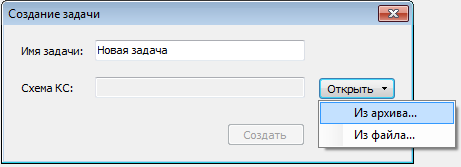 Создание задачи
Имя задачи: Новая задача
Схема КС: Открыть
Из архива...
Из файла...
Создать